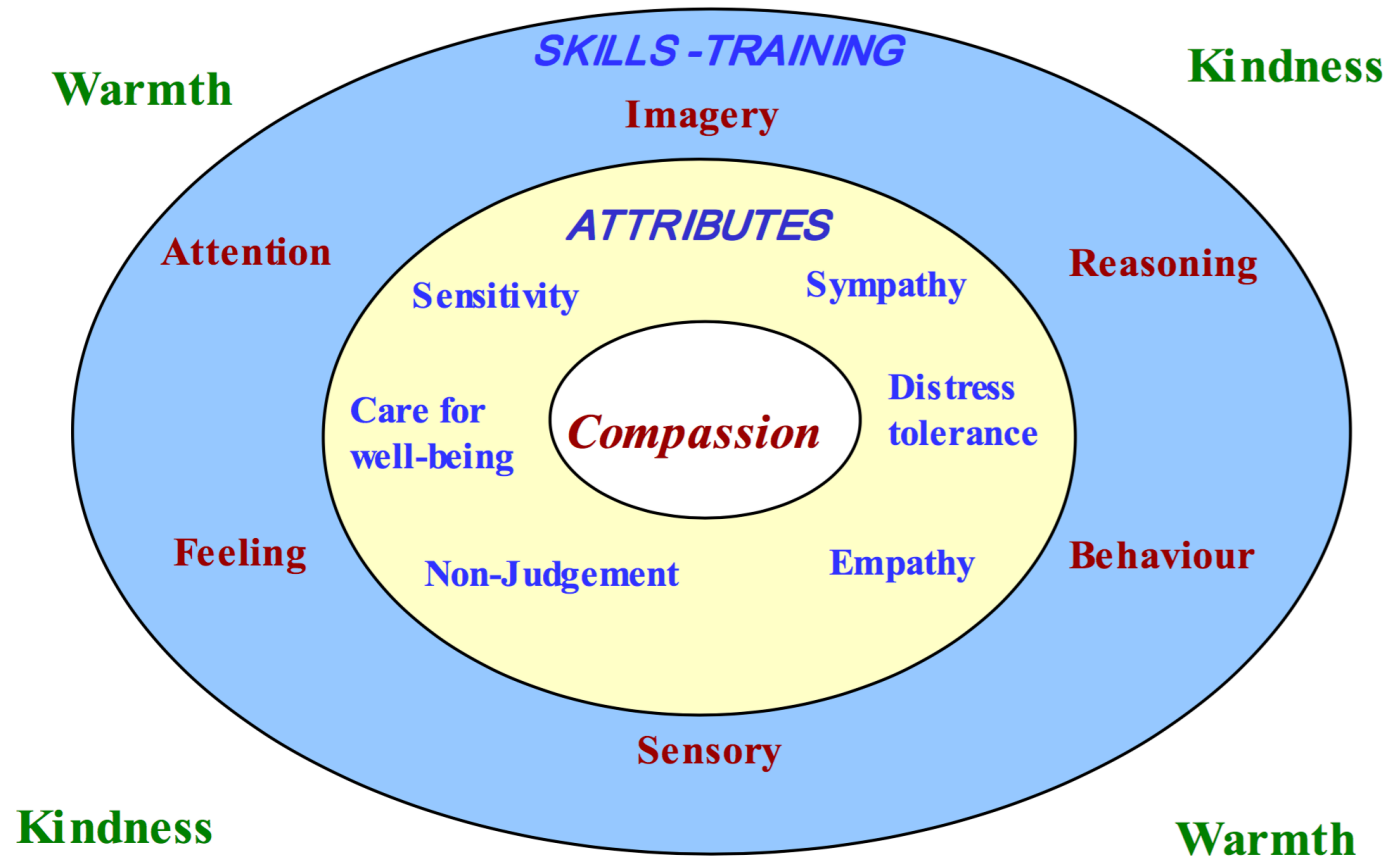 SKILLS -TRAINING
Kindness
Warmth
Imagery
ATTRIBUTES
Attention
Reasoning
Sensitivity
Sympathy
Care for
well-being
Compassion
Distress
tolerance
Feeling
Non-Judgement
Empathy
Behaviour
Sensory
Kindness
Warmth